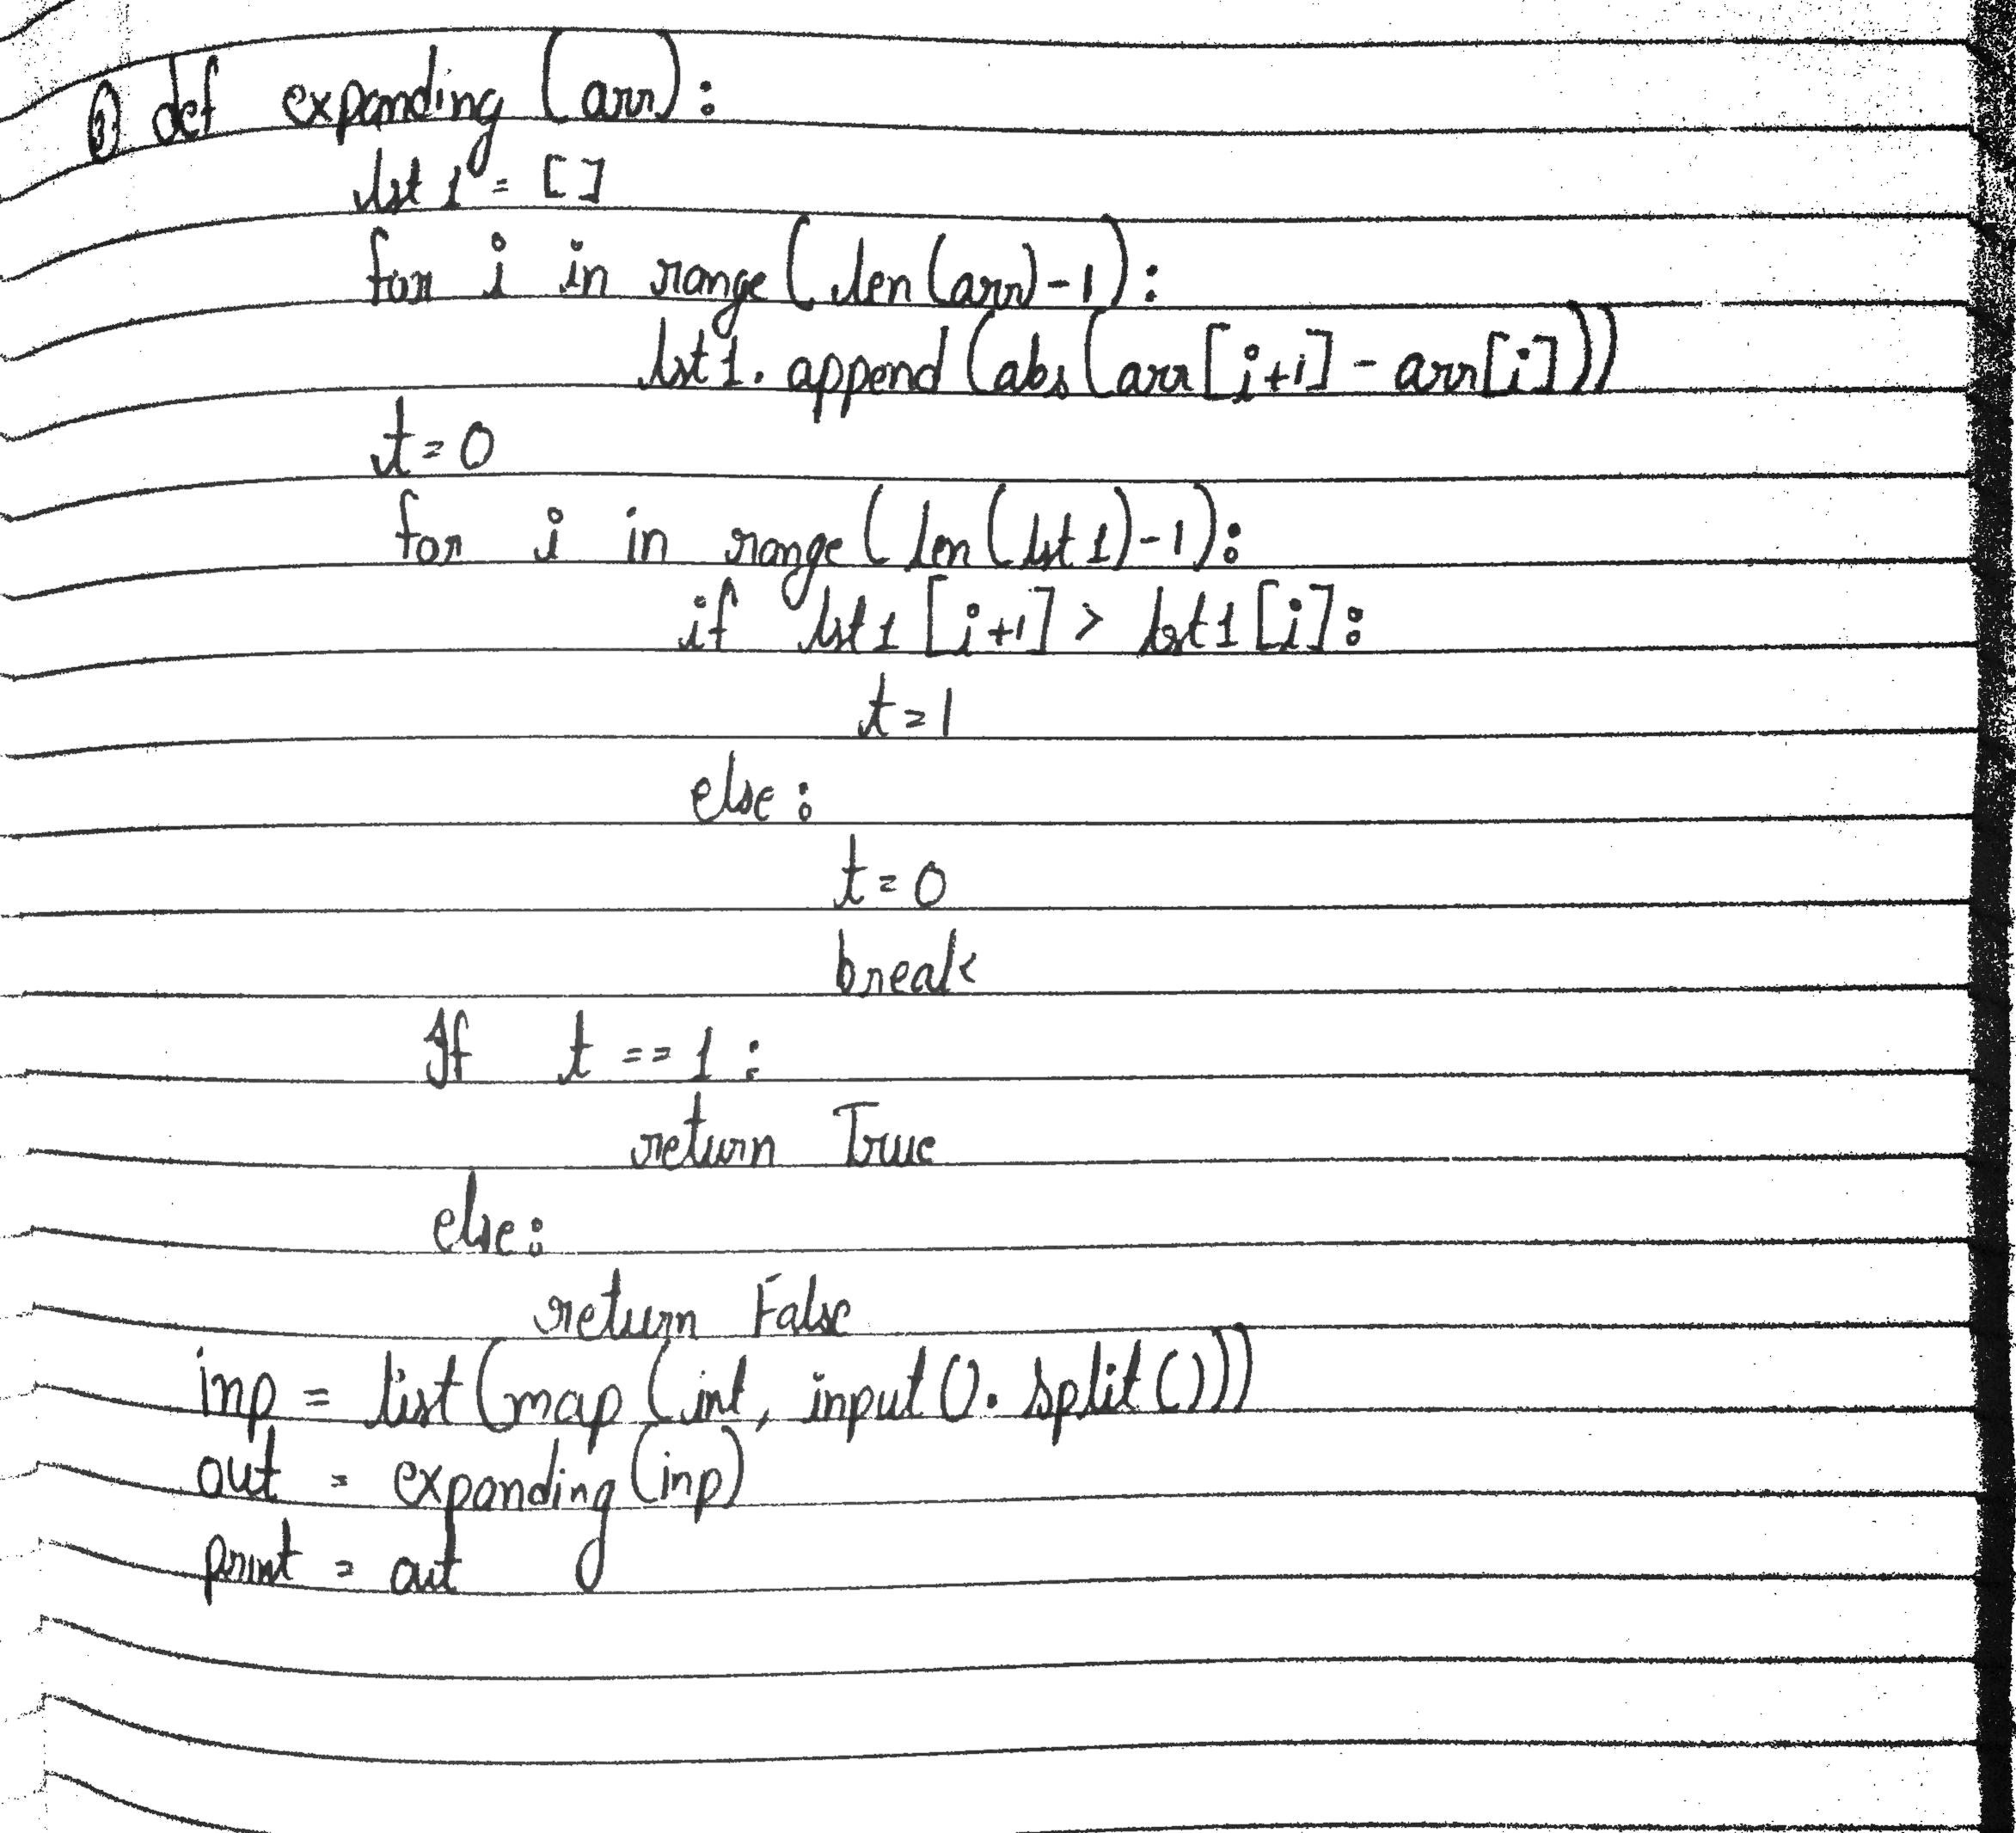 ③ def expanding (arr):
lst1 = []
for i in range (len(arr)-1):
lst1.append(abs(arr[i+1] - arr[i]))
t=0
for i in range (len(lst1)-1):
if lst1[i+1] > lst1[i]:
t=1
else:
t=0
break
If t == 1 :
return True
else:
return False
inp = list(map(int, input().split()))
out = expanding(inp)
print = out